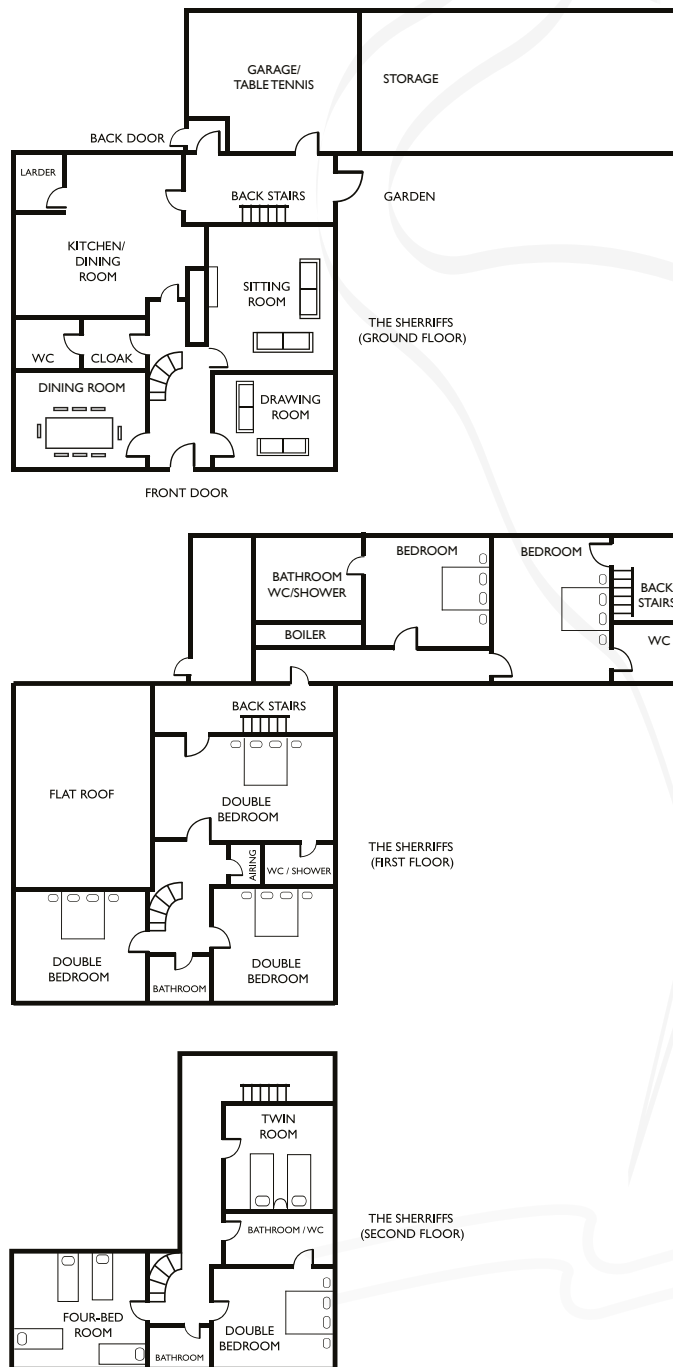 GARAGE/
TABLE TENNIS
STORAGE
BACK DOOR
LARDER
BACK STAIRS
GARDEN
KITCHEN/
DINING
ROOM
SITTING
ROOM
THE SHERRIFFS
(GROUND FLOOR)
WC
CLOAK
DINING ROOM
DRAWING
ROOM
FRONT DOOR
BEDROOM
BEDROOM
BATHROOM
WC/SHOWER
BACK
STAIRS
BOILER
WC
BACK STAIRS
FLAT ROOF
DOUBLE
BEDROOM
THE SHERRIFFS
(FIRST FLOOR)
AIRING
WC / SHOWER
DOUBLE
BEDROOM
BATHROOM
DOUBLE
BEDROOM
TWIN
ROOM
BATHROOM / WC
THE SHERRIFFS
(SECOND FLOOR)
FOUR-BED
ROOM
BATHROOM
DOUBLE
BEDROOM